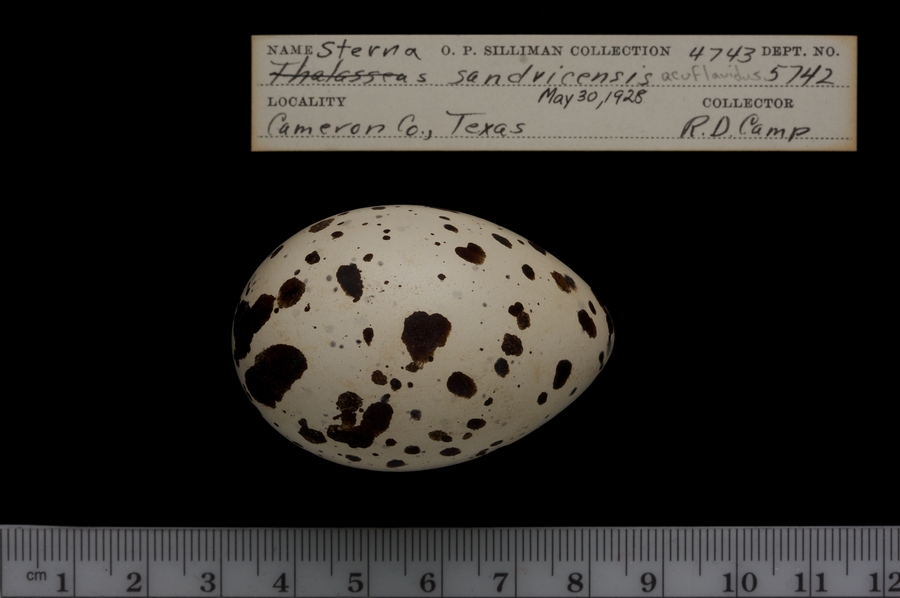 NAME Sterna O. P. SILLIMAN COLLECTION 4743 DEPT. NO.
Thalasseas sandvicensis acuflavidus 5742
LOCALITY May 30, 1928 COLLECTOR
Cameron Co., Texas R. D. Camp
cm 1 2 3 4 5 6 7 8 9 10 11 12